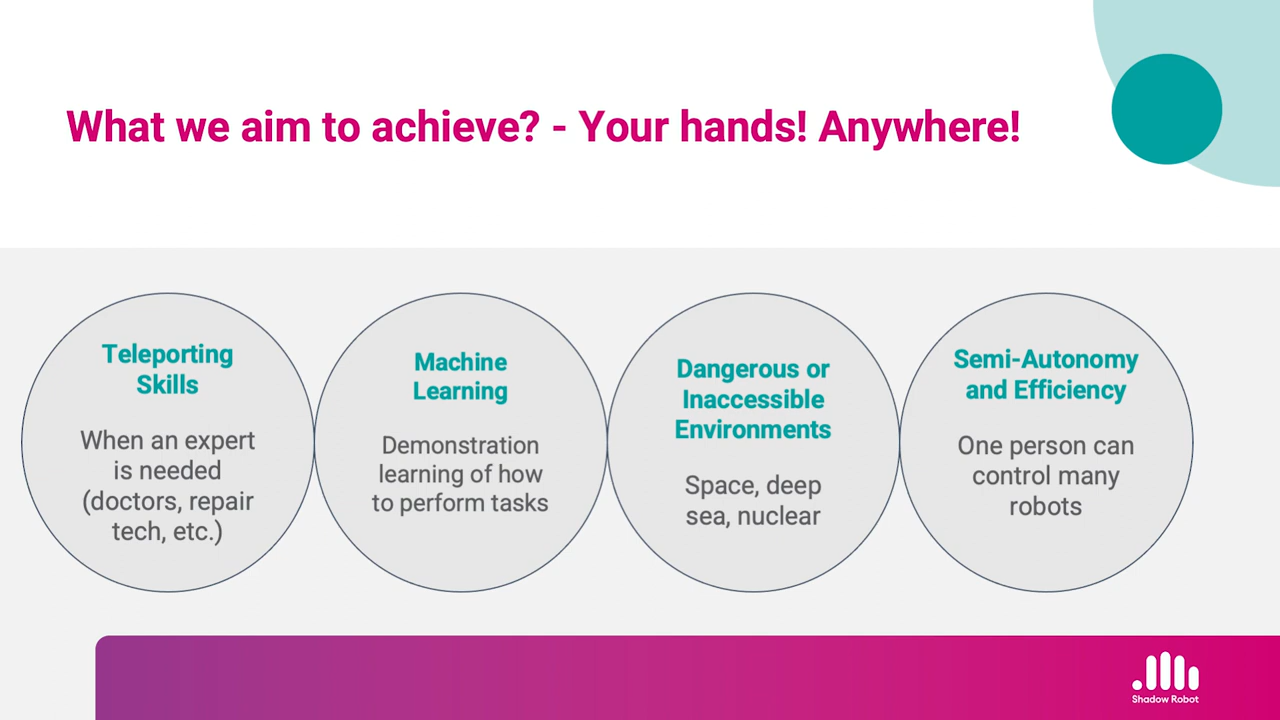 What we aim to achieve? - Your hands! Anywhere!
Teleporting
Skills
When an expert
is needed
(doctors, repair
tech, etc.)
Machine
Learning
Demonstration
learning of how
to perform tasks
Dangerous or
Inaccessible
Environments
Space, deep
sea, nuclear
Semi-Autonomy
and Efficiency
One person can
control many
robots
Shadow Robot